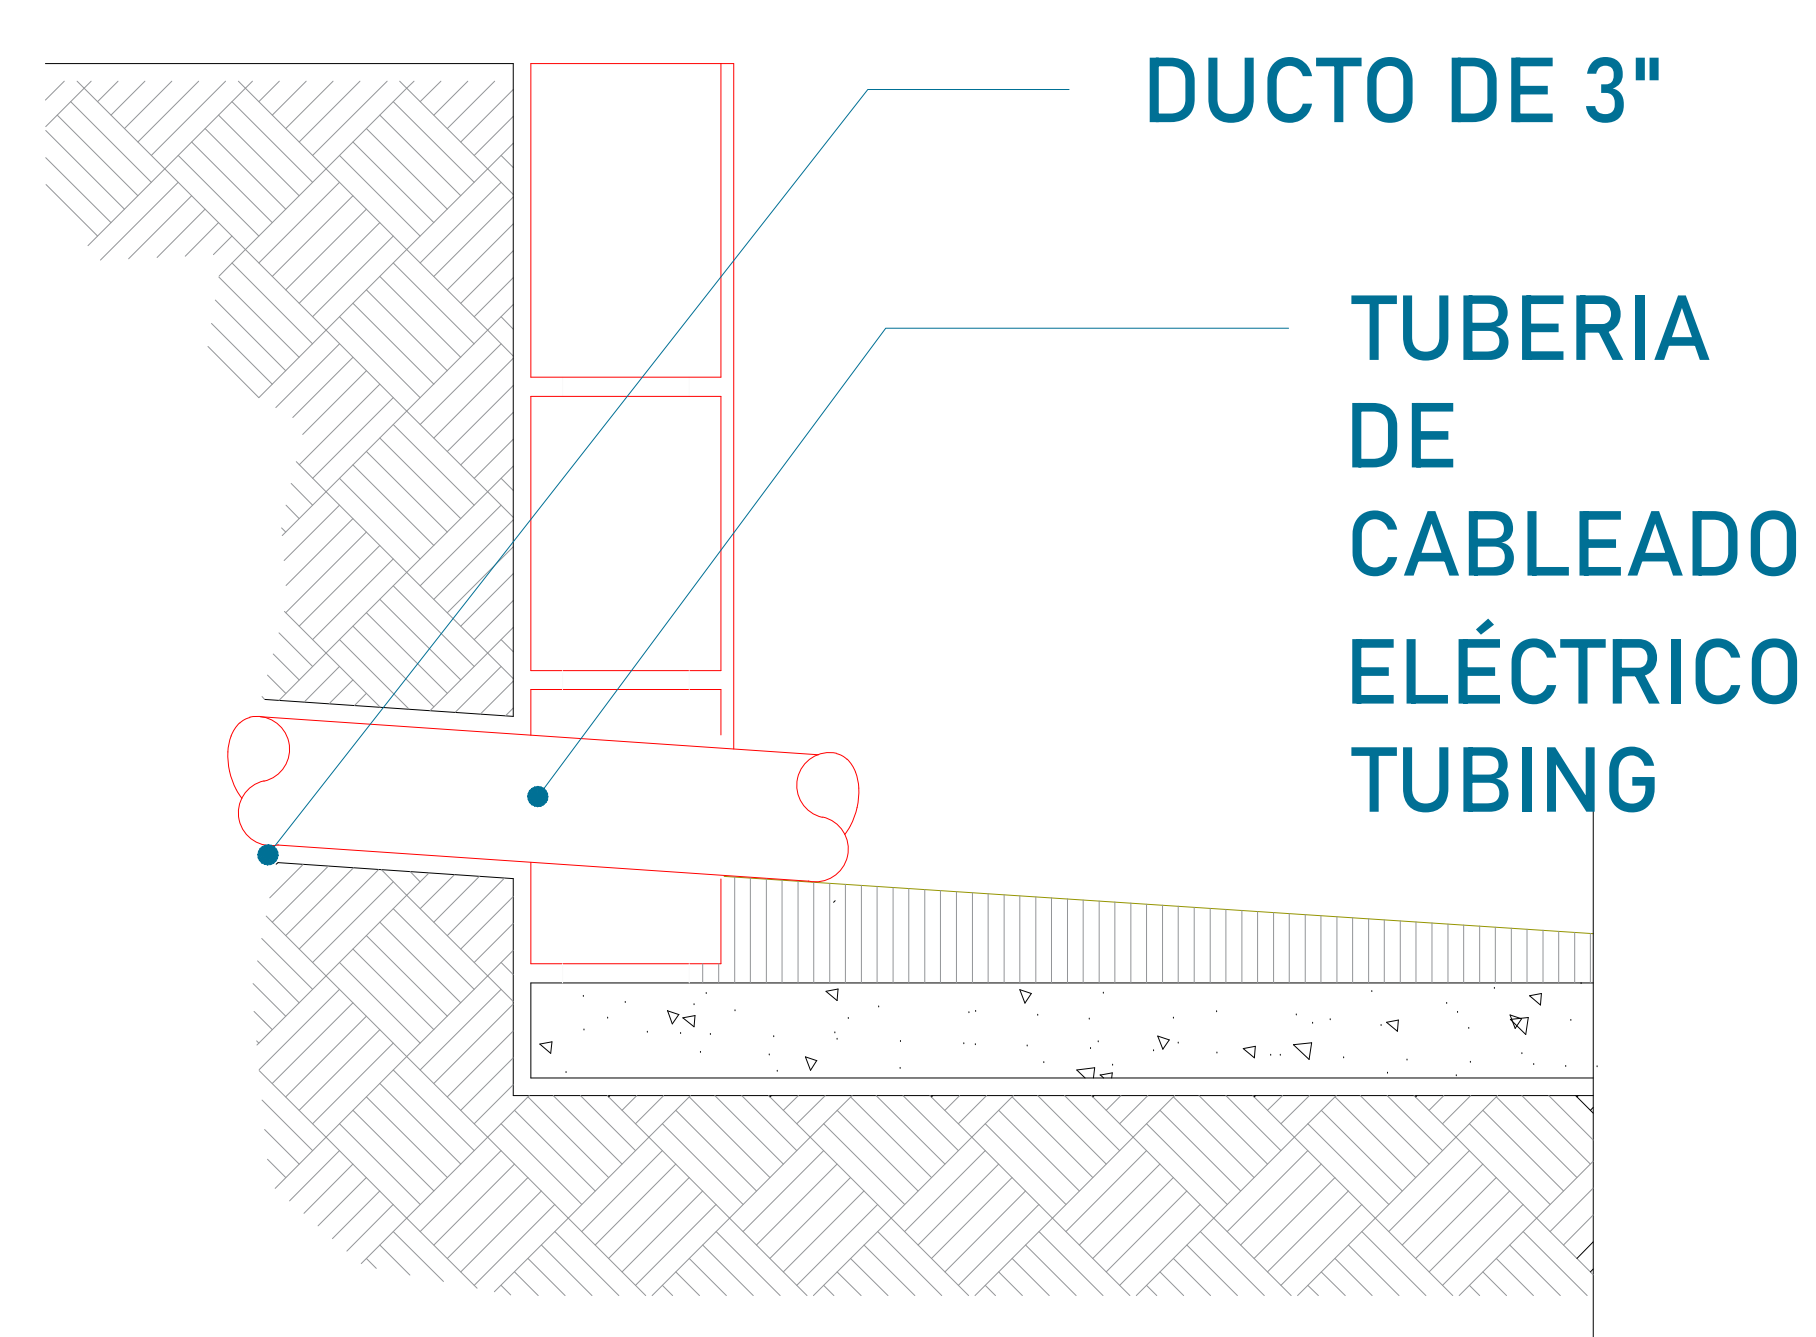 DUCTO DE 3"
TUBERIA
DE
CABLEADO
ELÉCTRICO
TUBING